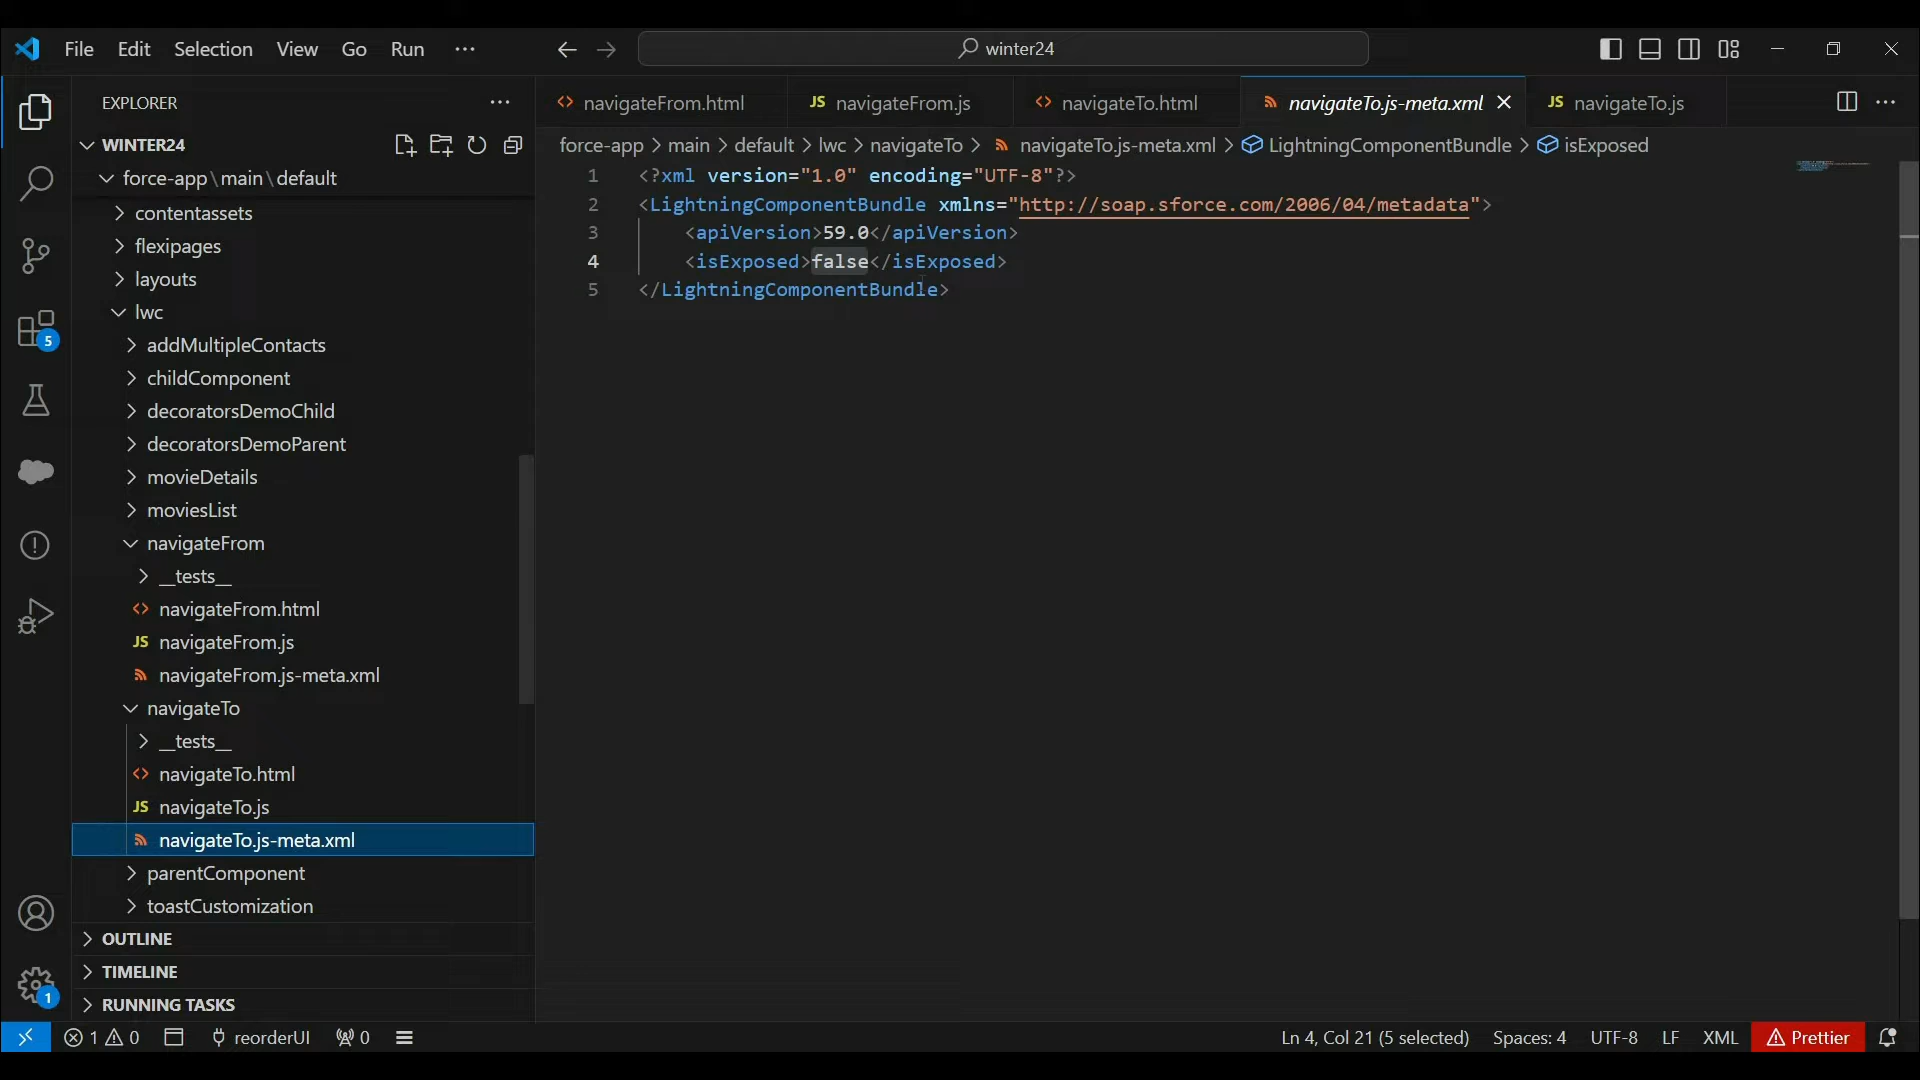 File Edit Selection View Go Run ...
winter24
EXPLORER
WINTER24
force-app\main\default
contentassets
flexipages
layouts
lwc
addMultipleContacts
childComponent
decoratorsDemoChild
decoratorsDemoParent
movieDetails
moviesList
navigateFrom
__tests__
navigateFrom.html
JS navigateFrom.js
navigateFrom.js-meta.xml
navigateTo
__tests__
navigateTo.html
JS navigateTo.js
navigateTo.js-meta.xml
parentComponent
toastCustomization
OUTLINE
TIMELINE
RUNNING TASKS
5
1
navigateFrom.html JS navigateFrom.js navigateTo.html navigateTo.js-meta.xml JS navigateTo.js
force-app > main > default > lwc > navigateTo > navigateTo.js-meta.xml > LightningComponentBundle > isExposed
1 <?xml version="1.0" encoding="UTF-8"?>
2 <LightningComponentBundle xmlns="http://soap.sforce.com/2006/04/metadata">
3 <apiVersion>59.0</apiVersion>
4 <isExposed>false</isExposed>
5 </LightningComponentBundle>
1 0 reorderUI 0 Ln 4, Col 21 (5 selected) Spaces: 4 UTF-8 LF XML Prettier